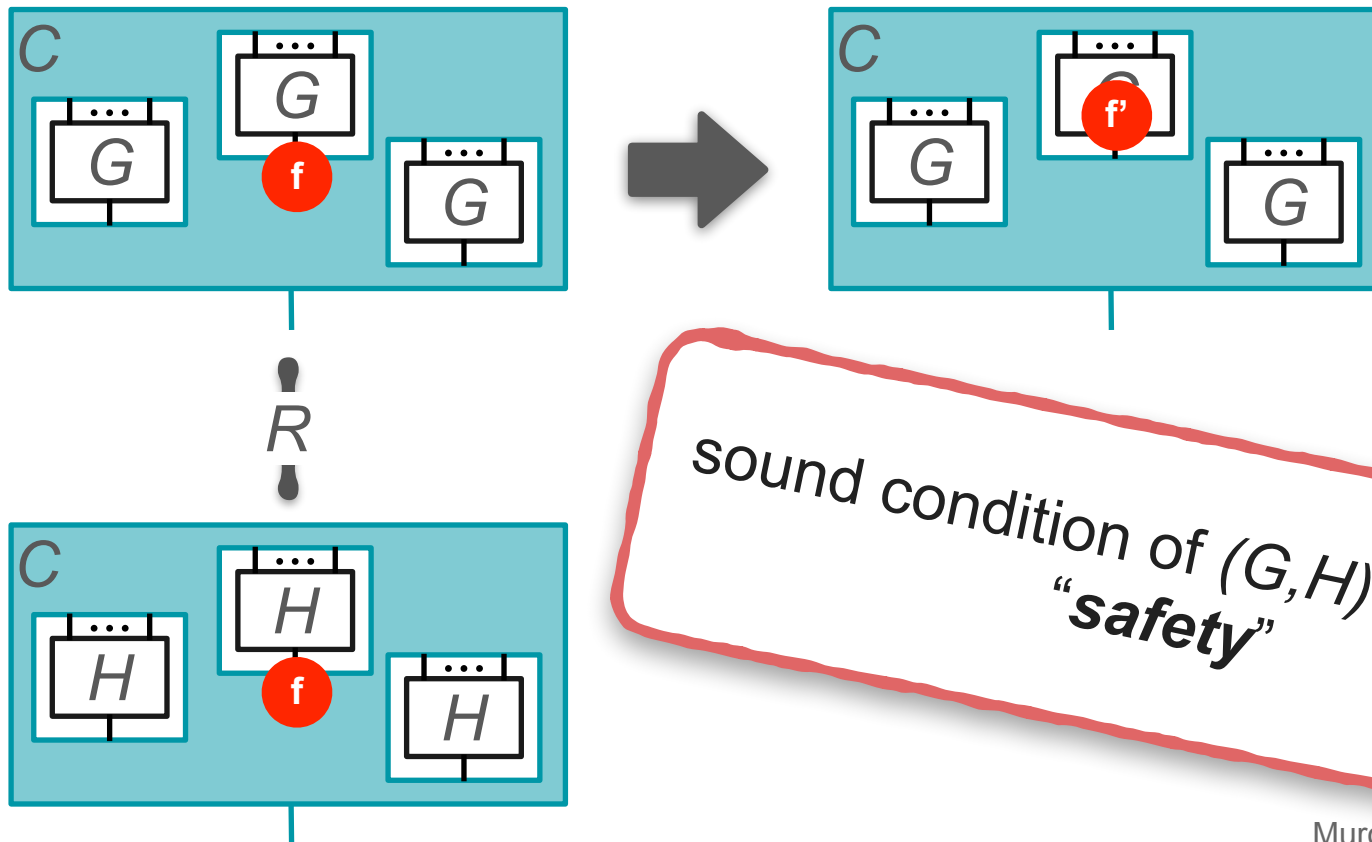 C
...
G
f
...
G
...
G
C
...
f’
...
G
...
G
R
sound condition of (G,H)
“safety”
C
...
H
f
...
H
...
H